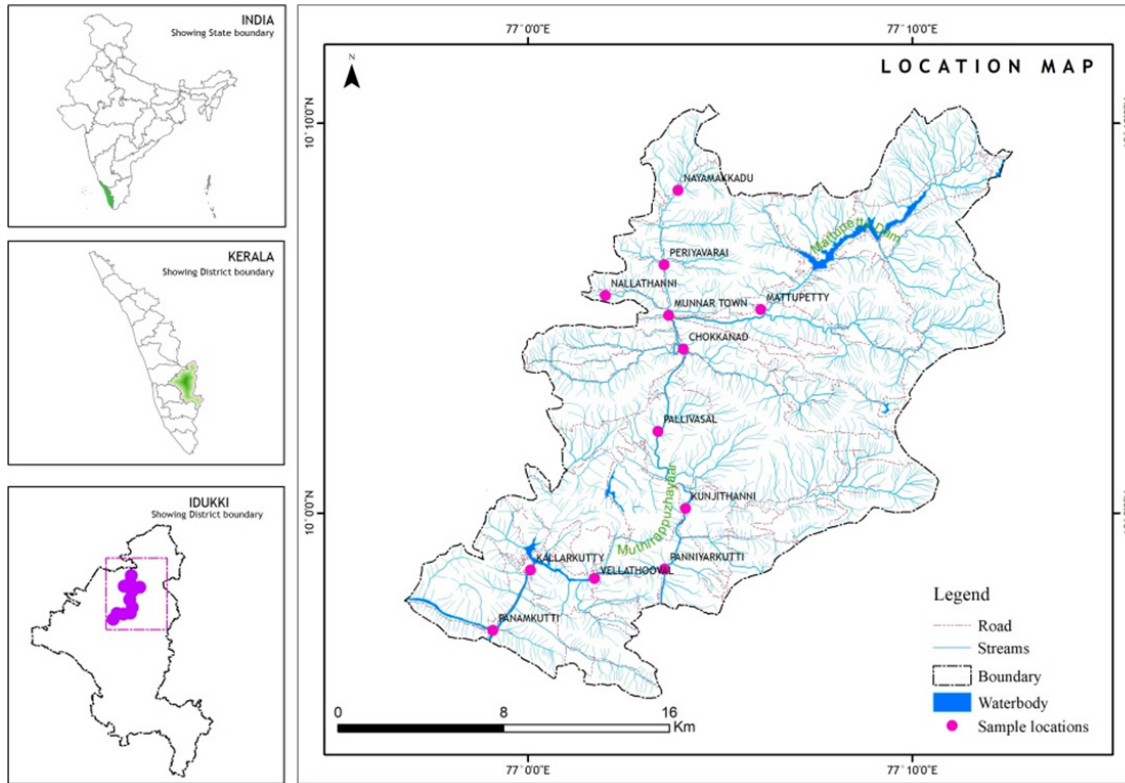 INDIA
Showing State boundary
KERALA
Showing District boundary
IDUKKI
Showing District boundary
77°0'0"E
77°10'0"E
N
LOCATION MAP
10°10'0"N
NAYAMAKKADU
Mattupetty Dam
PERIYAVARAI
NALLATHANNI
MUNNAR TOWN
MATTUPETTY
CHOKKANAD
PALLIVASAL
KUNJITHANNI
Muthirappuzhayaar
10°0'0"N
KALLARKUTTY
VELLATHOOVAL
PANNIYARKUTTI
PANAMKUTTI
Legend
Road
Streams
Boundary
Waterbody
Sample locations
0
8
16
Km
77°0'0"E
77°10'0"E